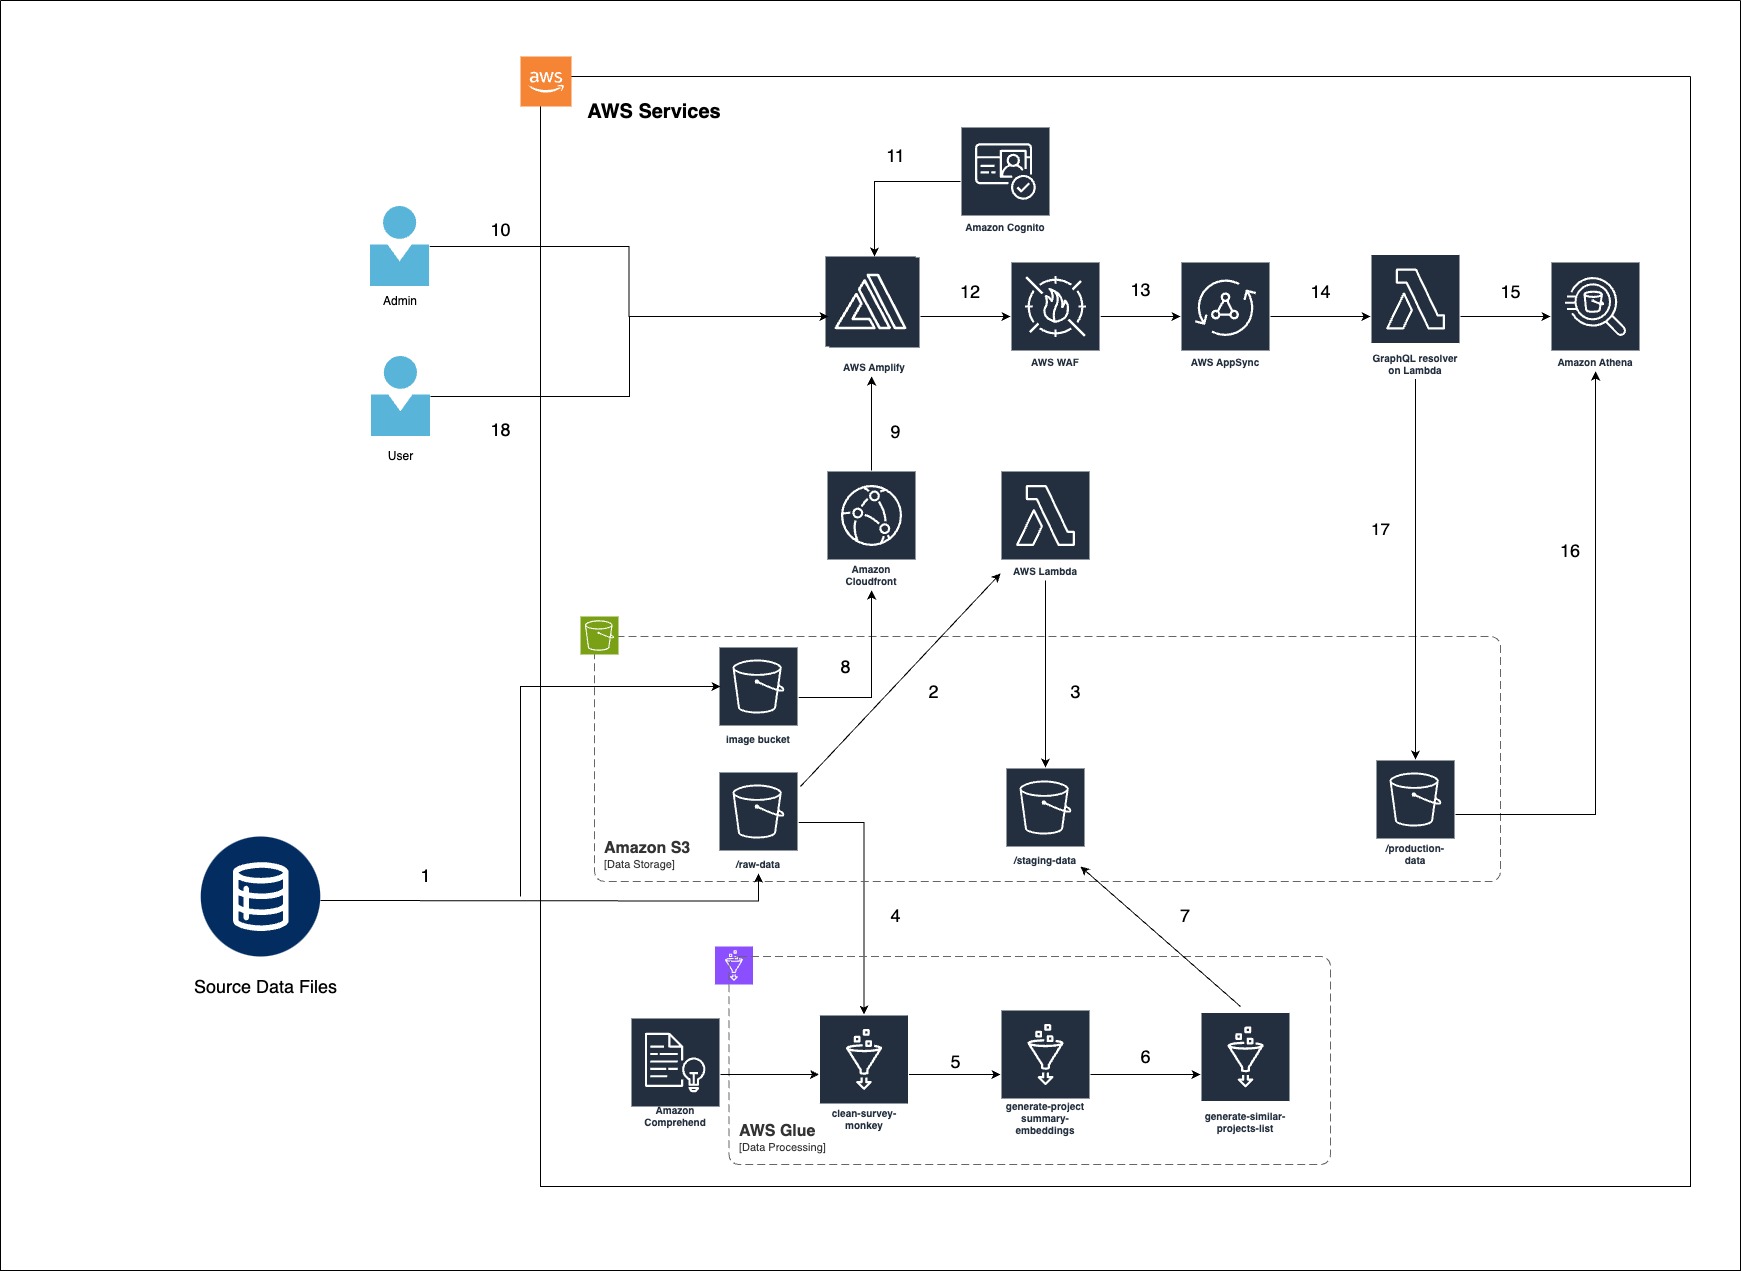 aws
AWS Services
11
Amazon Cognito
10
Admin
18
User
AWS Amplify
12
AWS WAF
13
AWS AppSync
14
GraphQL resolver
on Lambda
15
Amazon Athena
9
Amazon
Cloudfront
AWS Lambda
17
16
8
2
3
image bucket
Amazon S3
[Data Storage]
/raw-data
/staging-data
/production-
data
1
Source Data Files
4
7
Amazon
Comprehend
AWS Glue
[Data Processing]
clean-survey-
monkey
5
generate-project
summary-
embeddings
6
generate-similar-
projects-list